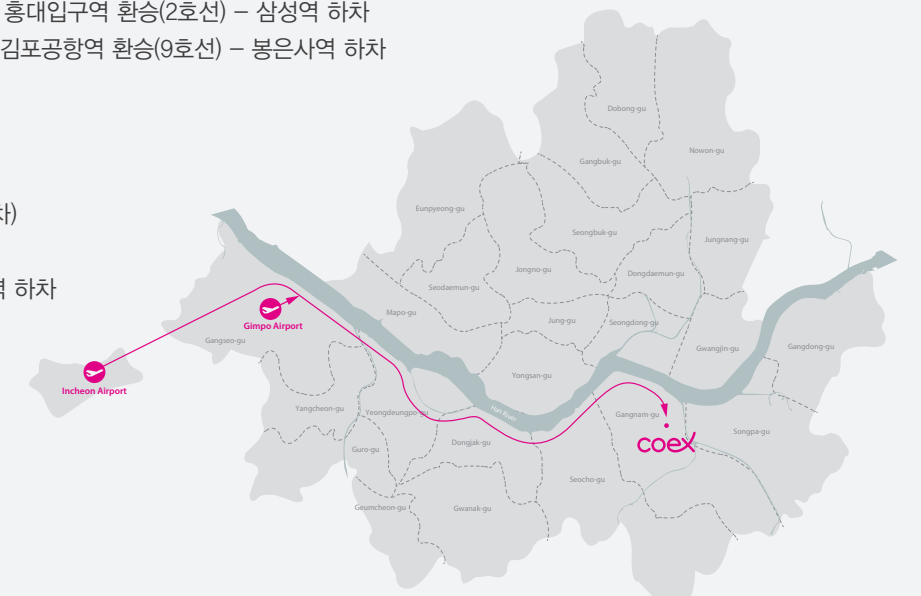 홍대입구역 환승(2호선) – 삼성역 하차
김포공항역 환승(9호선) – 봉은사역 하차
Dobong-gu
Nowon-gu
Gangbuk-gu
Eunpyeong-gu
차)
Seongbuk-gu
Jungnang-gu
Jongno-gu
Dongdaemun-gu
역 하차
Seodaemun-gu
Mapo-gu
Jung-gu
Seongdong-gu
Gimpo Airport
Gangseo-gu
Gwangjin-gu
Gangdong-gu
Yongsan-gu
Incheon Airport
Yangcheon-gu
Yeongdeungpo-gu
Han River
Gangnam-gu
Songpa-gu
Dongjak-gu
coex
Guro-gu
Seocho-gu
Geumcheon-gu
Gwanak-gu